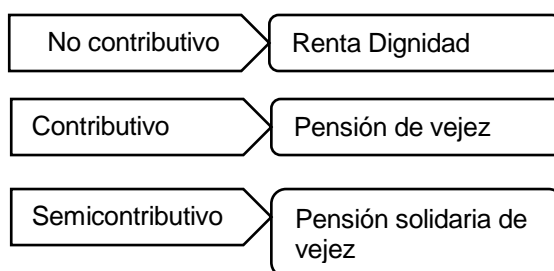 No contributivo
Renta Dignidad
Contributivo
Pensión de vejez
Semicontributivo
Pensión solidaria de
vejez